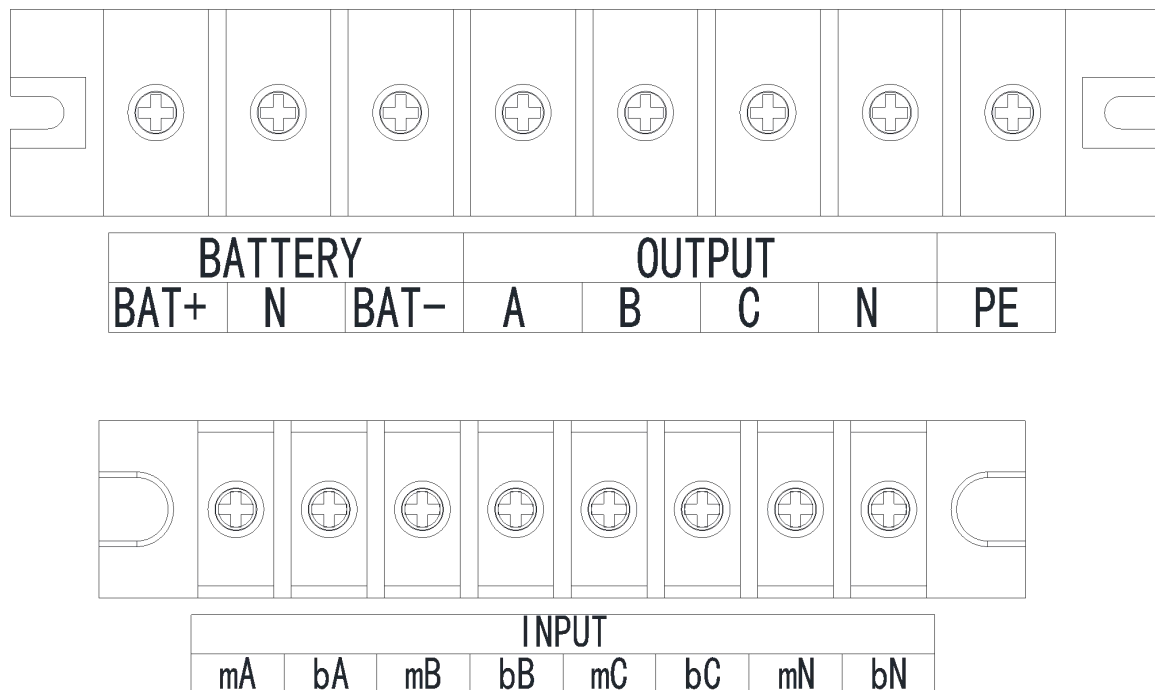 BATTERY OUTPUT
BAT+ N BAT- A B C N PE
INPUT
mA bA mB bB mC bC mN bN